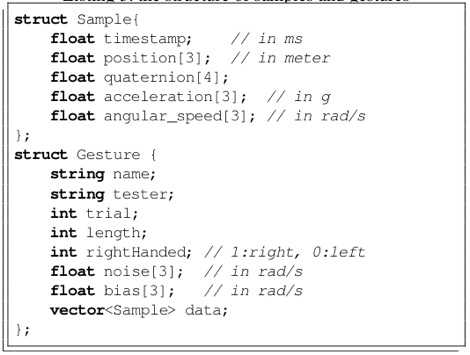 struct Sample{
float timestamp; // in ms
float position[3]; // in meter
float quaternion[4];
float acceleration[3]; // in g
float angular_speed[3]; // in rad/s
};
struct Gesture {
string name;
string tester;
int trial;
int length;
int rightHanded; // 1:right, 0:left
float noise[3]; // in rad/s
float bias[3]; // in rad/s
vector<Sample> data;
};